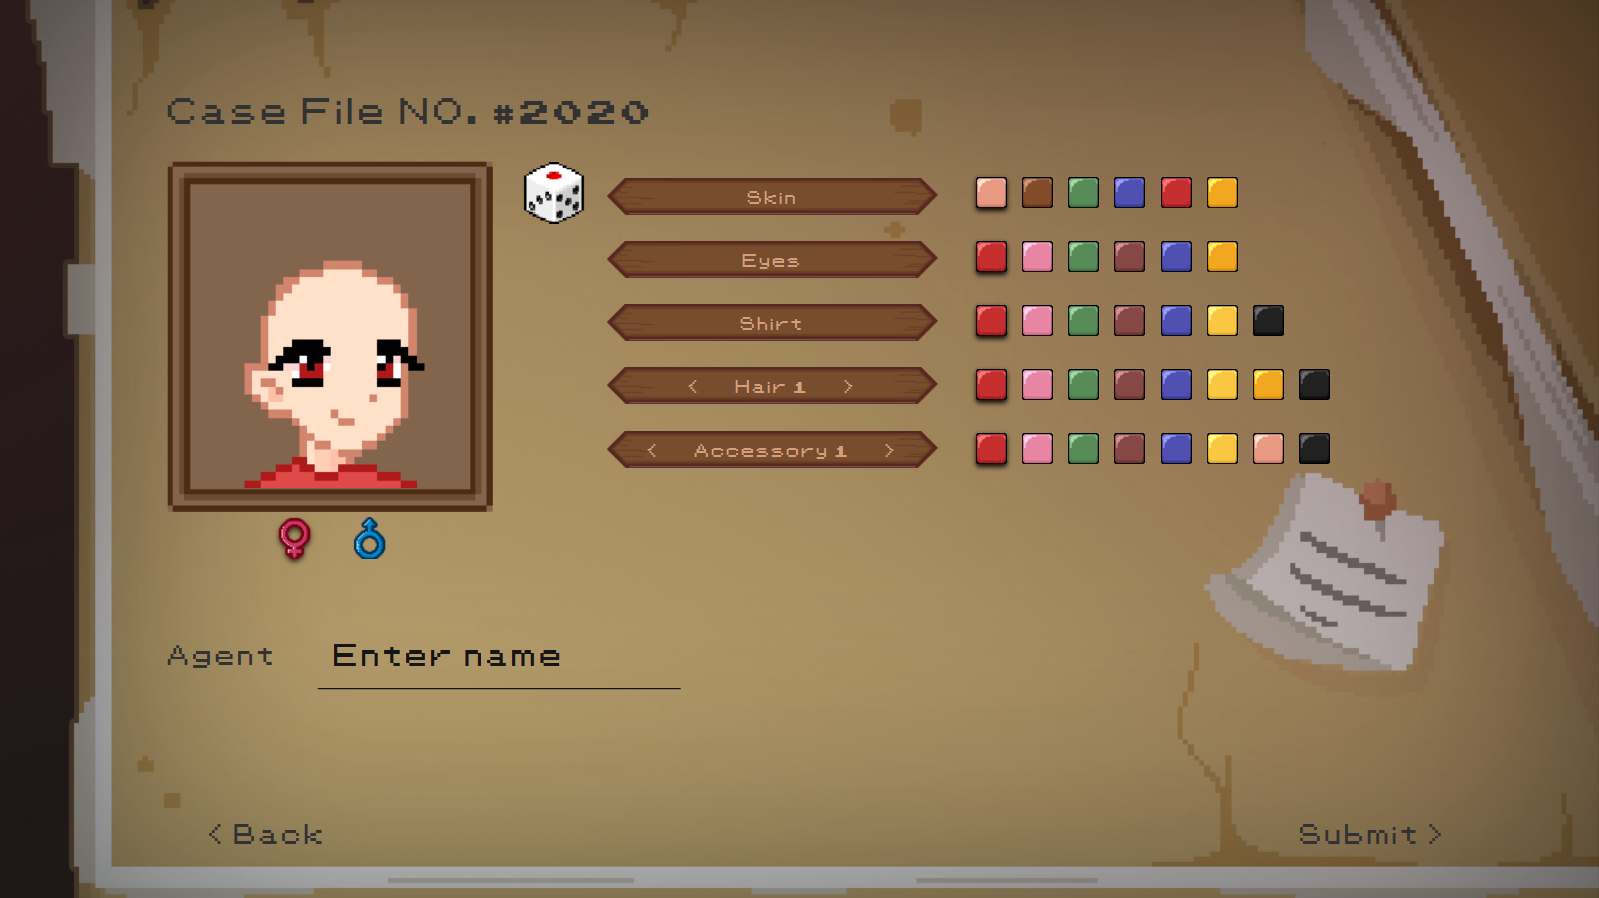 Case File NO. #2020
Skin
Eyes
Shirt
< Hair 1 >
< Accessory 1 >
Agent Enter name
< Back
Submit >